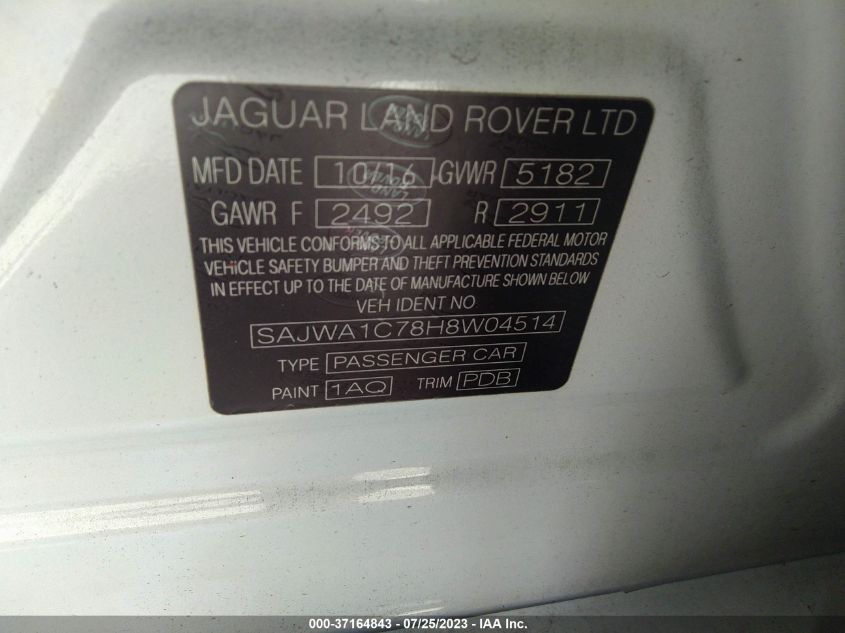 JAGUAR LAND ROVER LTD
MFD DATE 10/16 GVWR 5182
GAWR F 2492 R 2911
THIS VEHICLE CONFORMS TO ALL APPLICABLE FEDERAL MOTOR
VEHICLE SAFETY BUMPER AND THEFT PREVENTION STANDARDS
IN EFFECT UP TO THE DATE OF MANUFACTURE SHOWN BELOW
VEH IDENT NO.
SAJWA1C78H8W04514
TYPE PASSENGER CAR
PAINT 1AQ TRIM PDB
000-37164843 - 07/25/2023 - IAA Inc.